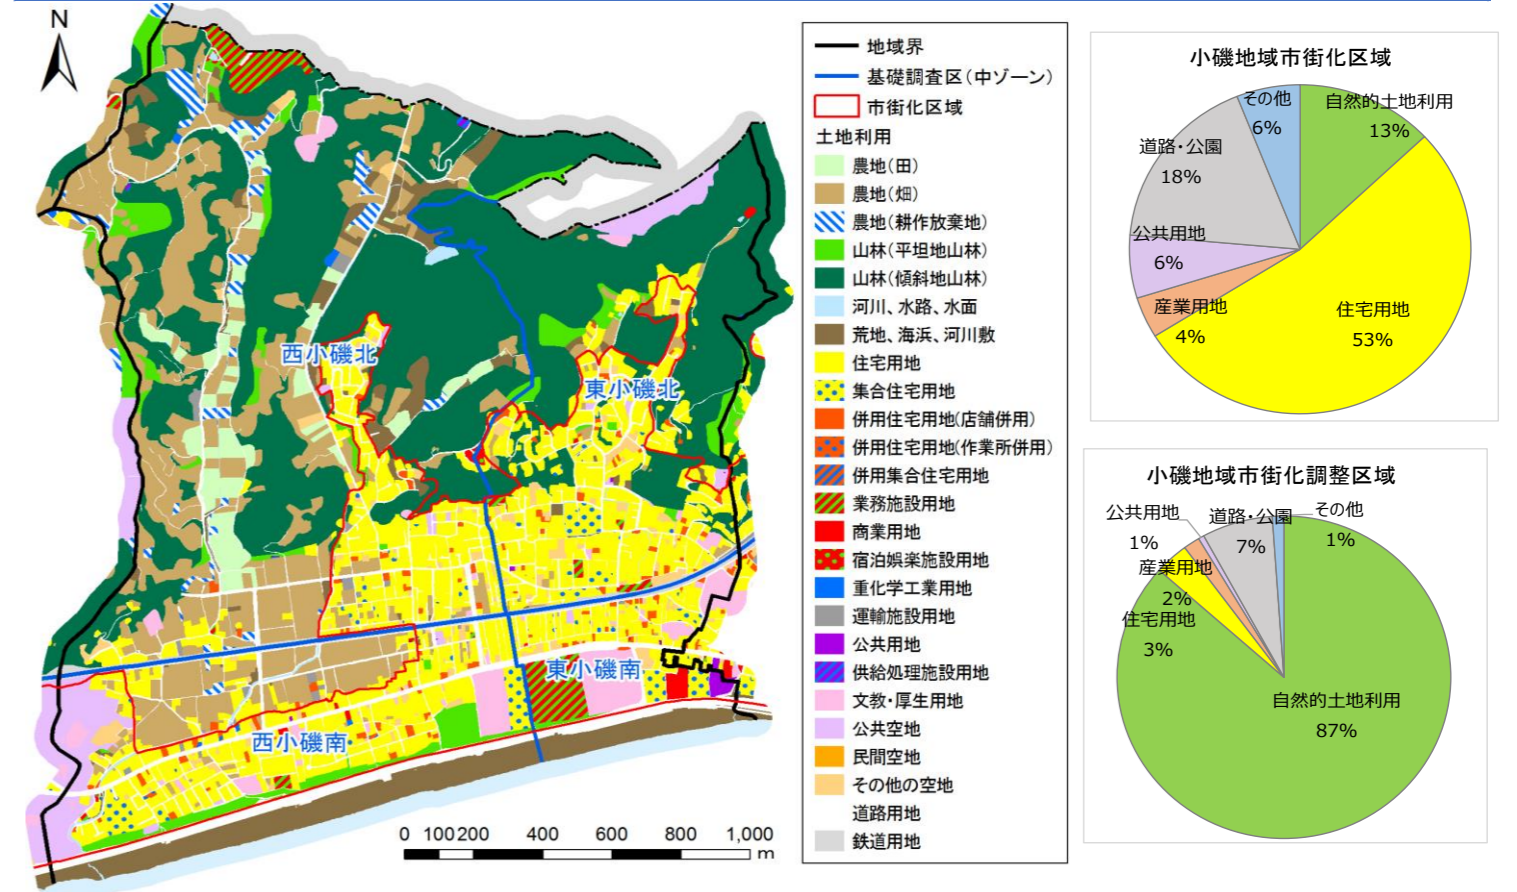 N
西小磯北
東小磯北
東小磯南
西小磯南
0 100 200 400 600 800 1,000
m
地域界
基礎調査区(中ゾーン)
市街化区域
土地利用
農地(田)
農地(畑)
農地(耕作放棄地)
山林(平坦地山林)
山林(傾斜地山林)
河川、水路、水面
荒地、海浜、河川敷
住宅用地
集合住宅用地
併用住宅用地(店舗併用)
併用住宅用地(作業所併用)
併用集合住宅用地
業務施設用地
商業用地
宿泊娯楽施設用地
重化学工業用地
運輸施設用地
公共用地
供給処理施設用地
文教・厚生用地
公共空地
民間空地
その他の空地
道路用地
鉄道用地
小磯地域市街化区域
その他
6%
自然的土地利用
13%
道路・公園
18%
公共用地
6%
産業用地
4%
住宅用地
53%
小磯地域市街化調整区域
公共用地
1%
道路・公園
7%
その他
1%
産業用地
2%
住宅用地
3%
自然的土地利用
87%